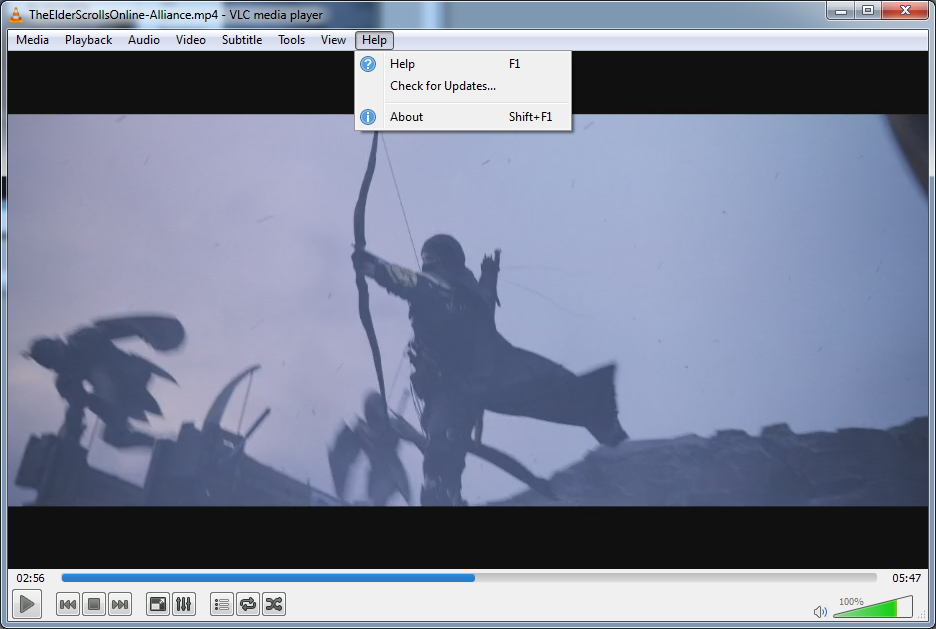 TheElderScrollsOnline-Alliance.mp4 - VLC media player
Media Playback Audio Video Subtitle Tools View Help
Help F1
Check for Updates...
About Shift+F1
02:56 05:47
100%